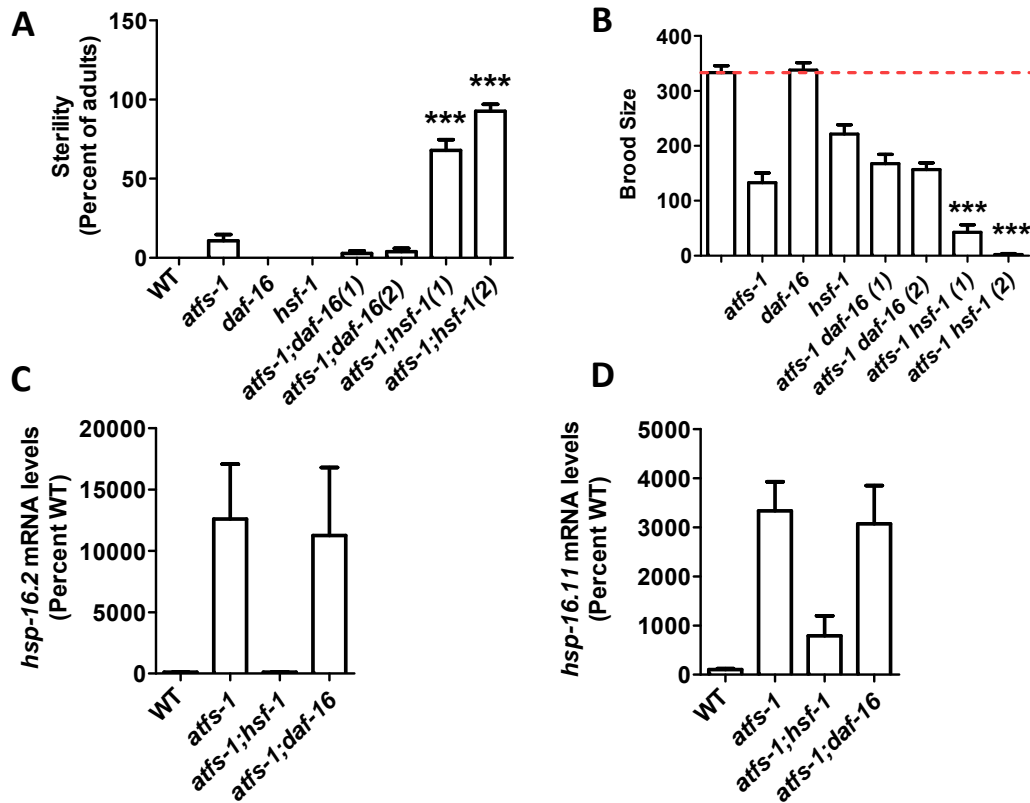 A
Sterility
(Percent of adults)
150
100
50
0
***
***
WT
atfs-1
daf-16
hsf-1
atfs-1;daf-16(1)
atfs-1;daf-16(2)
atfs-1;hsf-1(1)
atfs-1;hsf-1(2)
B
Brood Size
400
300
200
100
0
***
***
atfs-1
daf-16
hsf-1
atfs-1 daf-16 (1)
atfs-1 daf-16 (2)
atfs-1 hsf-1 (1)
atfs-1 hsf-1 (2)
C
hsp-16.2 mRNA levels
(Percent WT)
20000
15000
10000
5000
0
WT
atfs-1
atfs-1;hsf-1
atfs-1;daf-16
D
hsp-16.11 mRNA levels
(Percent WT)
5000
4000
3000
2000
1000
0
WT
atfs-1
atfs-1;hsf-1
atfs-1;daf-16